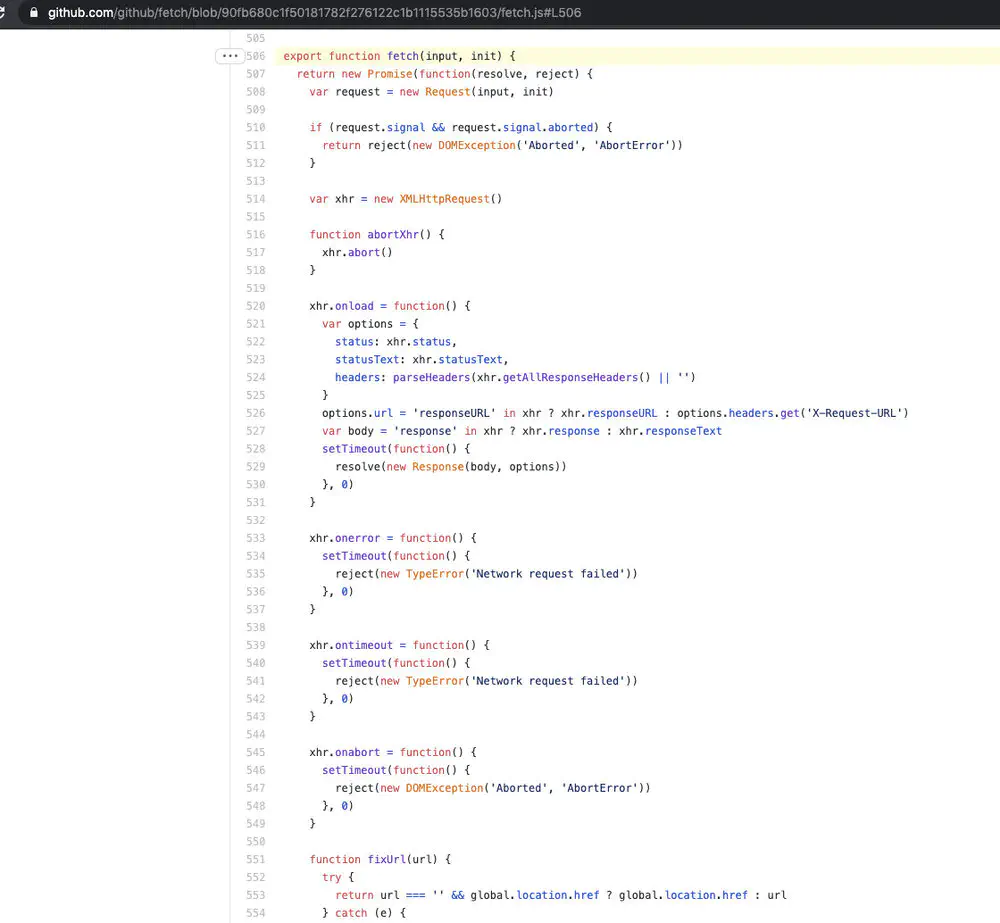 github.com/github/fetch/blob/90fb680c1f50181782f276122c1b1115535b1603/fetch.js#L506
505
506 export function fetch(input, init) {
507 return new Promise(function(resolve, reject) {
508 var request = new Request(input, init)
509
510 if (request.signal && request.signal.aborted) {
511 return reject(new DOMException('Aborted', 'AbortError'))
512 }
513
514 var xhr = new XMLHttpRequest()
515
516 function abortXhr() {
517 xhr.abort()
518 }
519
520 xhr.onload = function() {
521 var options = {
522 status: xhr.status,
523 statusText: xhr.statusText,
524 headers: parseHeaders(xhr.getAllResponseHeaders() || '')
525 }
526 options.url = 'responseURL' in xhr ? xhr.responseURL : options.headers.get('X-Request-URL')
527 var body = 'response' in xhr ? xhr.response : xhr.responseText
528 setTimeout(function() {
529 resolve(new Response(body, options))
530 }, 0)
531 }
532
533 xhr.onerror = function() {
534 setTimeout(function() {
535 reject(new TypeError('Network request failed'))
536 }, 0)
537 }
538
539 xhr.ontimeout = function() {
540 setTimeout(function() {
541 reject(new TypeError('Network request failed'))
542 }, 0)
543 }
544
545 xhr.onabort = function() {
546 setTimeout(function() {
547 reject(new DOMException('Aborted', 'AbortError'))
548 }, 0)
549 }
550
551 function fixUrl(url) {
552 try {
553 return url === '' && global.location.href ? global.location.href : url
554 } catch (e) {